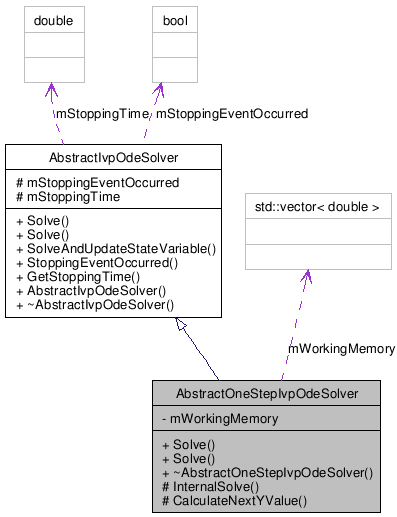 double
bool
mStoppingTime
mStoppingEventOccurred
AbstractIvpOdeSolver
# mStoppingEventOccurred
# mStoppingTime
+ Solve()
+ Solve()
+ SolveAndUpdateStateVariable()
+ StoppingEventOccurred()
+ GetStoppingTime()
+ AbstractIvpOdeSolver()
+ ~AbstractIvpOdeSolver()
std::vector< double >
mWorkingMemory
AbstractOneStepIvpOdeSolver
- mWorkingMemory
+ Solve()
+ Solve()
+ ~AbstractOneStepIvpOdeSolver()
# InternalSolve()
# CalculateNextYValue()